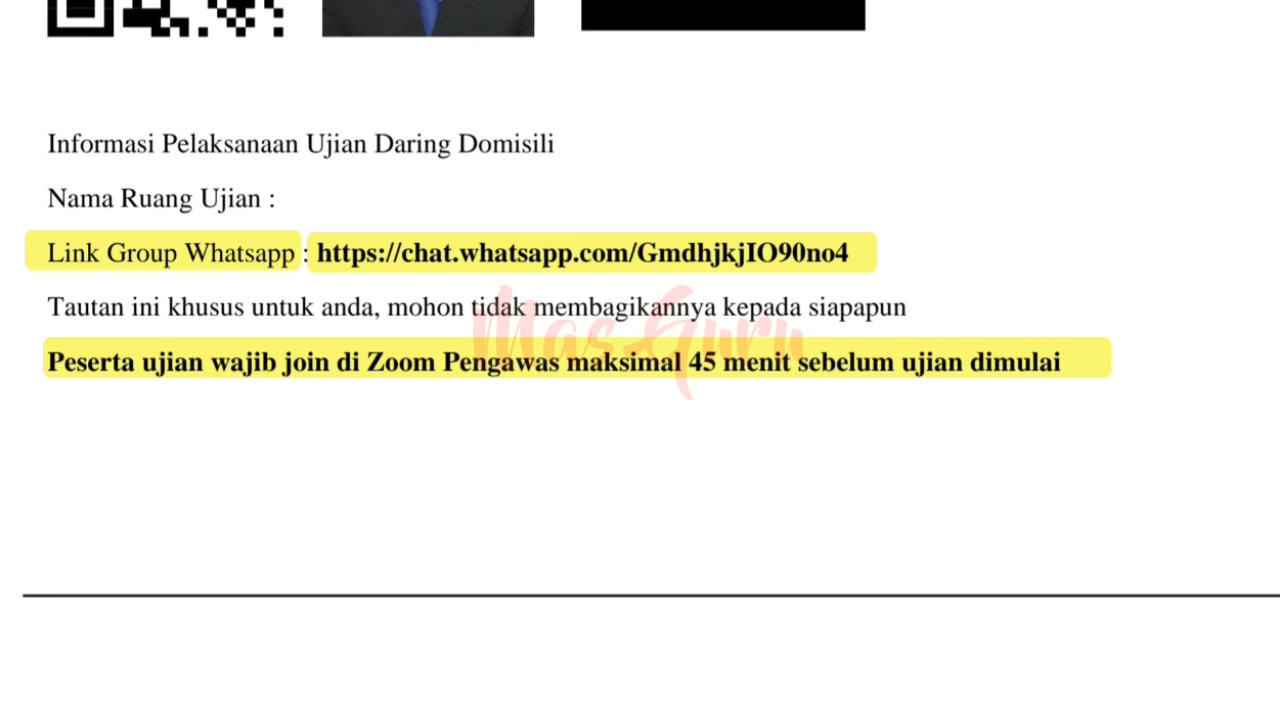 Informasi Pelaksanaan Ujian Daring Domisili
Nama Ruang Ujian :
Link Group Whatsapp : https://chat.whatsapp.com/GmdhjkjIO90no4
Tautan ini khusus untuk anda, mohon tidak membagikannya kepada siapapun
Mas Guru
Peserta ujian wajib join di Zoom Pengawas maksimal 45 menit sebelum ujian dimulai